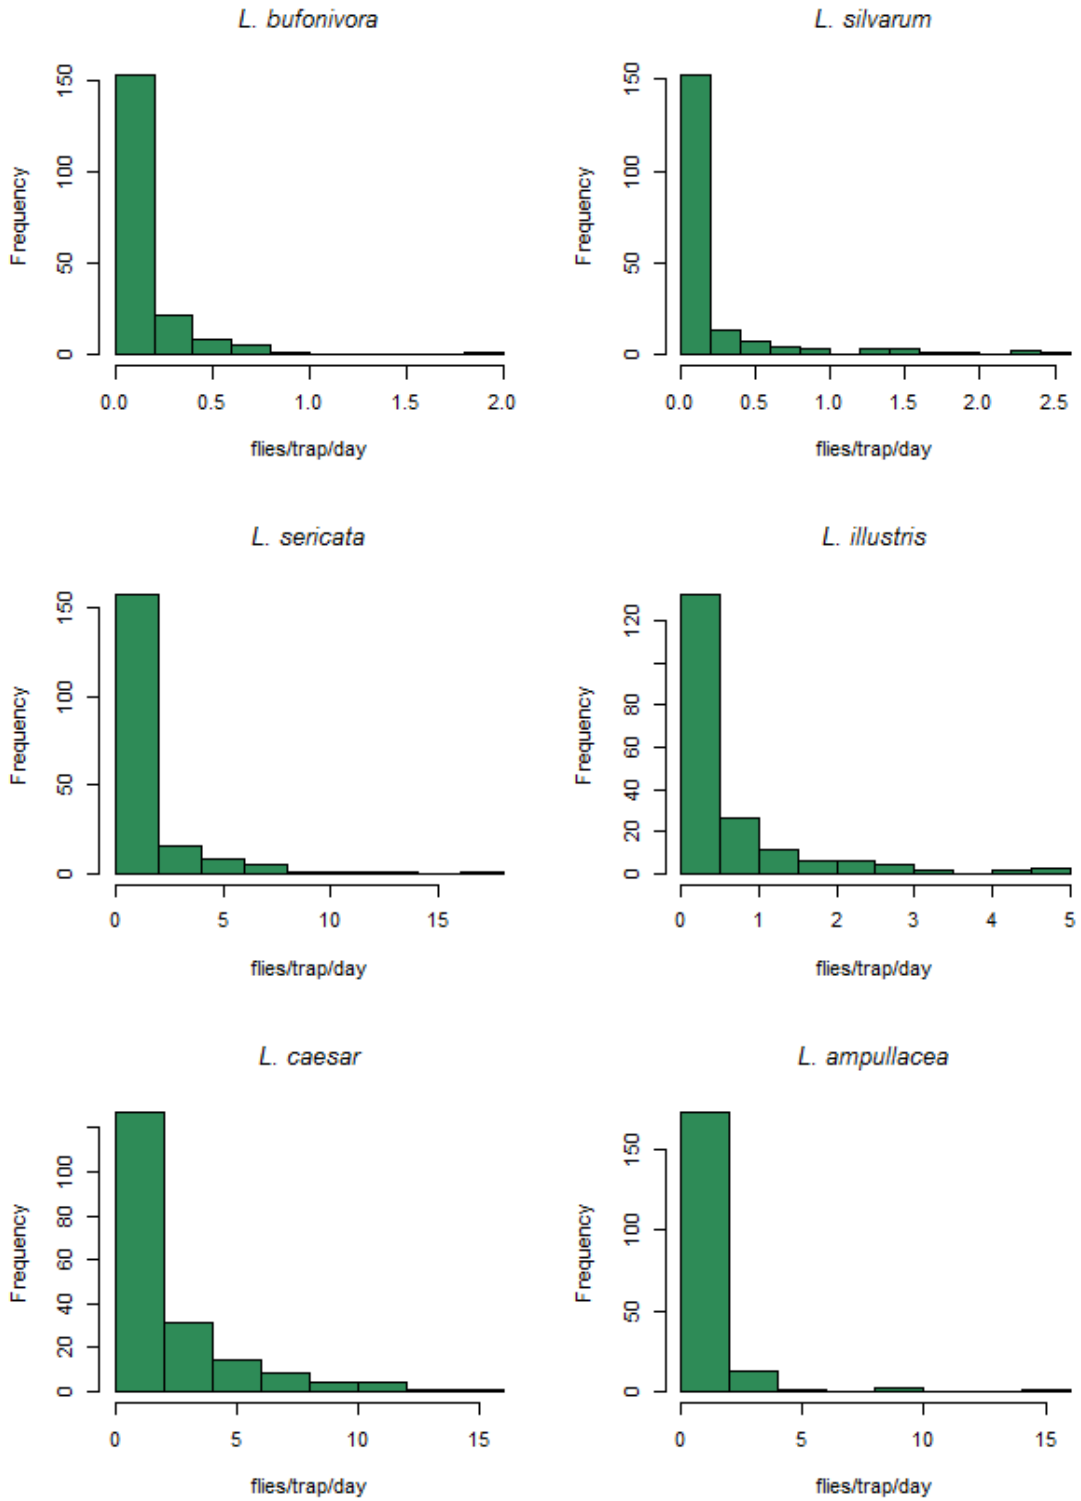 L. bufonivora
Frequency
0 50 100 150
0.0 0.5 1.0 1.5 2.0
flies/trap/day
L. silvarum
Frequency
0 50 100 150
0.0 0.5 1.0 1.5 2.0 2.5
flies/trap/day
L. sericata
Frequency
0 50 100 150
0 5 10 15
flies/trap/day
L. illustris
Frequency
0 20 40 60 80 120
0 1 2 3 4 5
flies/trap/day
L. caesar
Frequency
0 20 40 60 80 100
0 5 10 15
flies/trap/day
L. ampullacea
Frequency
0 50 100 150
0 5 10 15
flies/trap/day